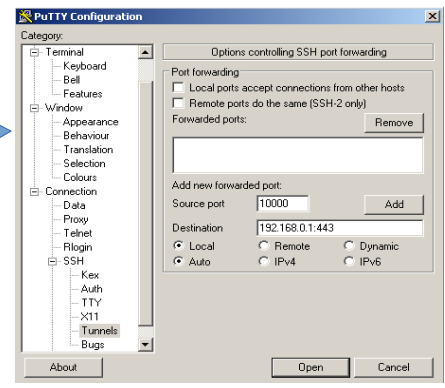 PuTTY Configuration
Category:
Terminal
Keyboard
Bell
Features
Window
Appearance
Behaviour
Translation
Selection
Colours
Connection
Data
Proxy
Telnet
Rlogin
SSH
Kex
Auth
TTY
X11
Tunnels
Bugs
Options controlling SSH port forwarding
Port forwarding
Local ports accept connections from other hosts
Remote ports do the same (SSH-2 only)
Forwarded ports:
Remove
Add new forwarded port:
Source port 10000 Add
Destination 192.168.0.1:443
Local Remote Dynamic
Auto IPv4 IPv6
About Open Cancel